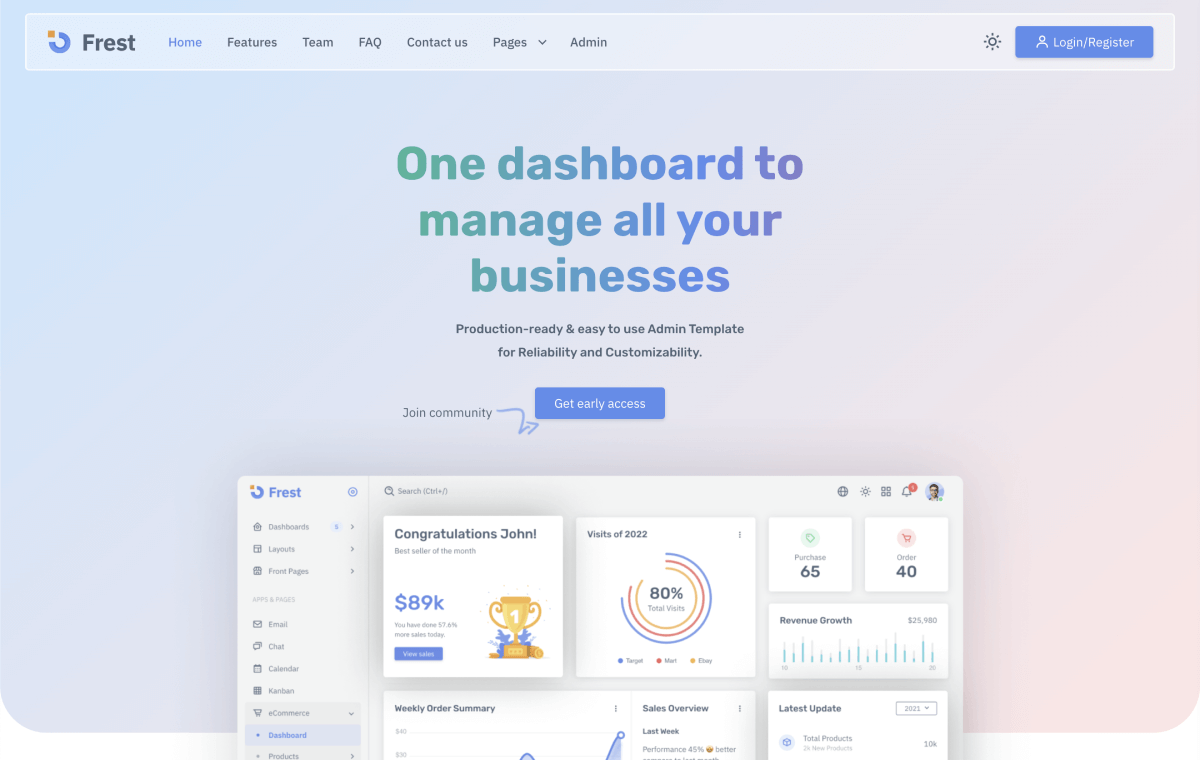 Frest
Home
Features
Team
FAQ
Contact us
Pages
Admin
Login/Register
One dashboard to
manage all your
businesses
Production-ready & easy to use Admin Template
for Reliability and Customizability.
Join community
Get early access
Frest
Search (Ctrl+/)
Dashboards
5
Layouts
Front Pages
APPS & PAGES
Email
Chat
Calendar
Kanban
eCommerce
Dashboard
Products
Congratulations John!
Best seller of the month
$89k
You have done 57.6%
more sales today.
View sales
Visits of 2022
80%
Total Visits
Target
Mart
Ebay
Purchase
65
Order
40
Revenue Growth
$25,980
10
15
20
Weekly Order Summary
$40
$30
Sales Overview
Last Week
Performance 45% 🤩 better
compare to last month
Latest Update
2021
Total Products
2k New Products
10k